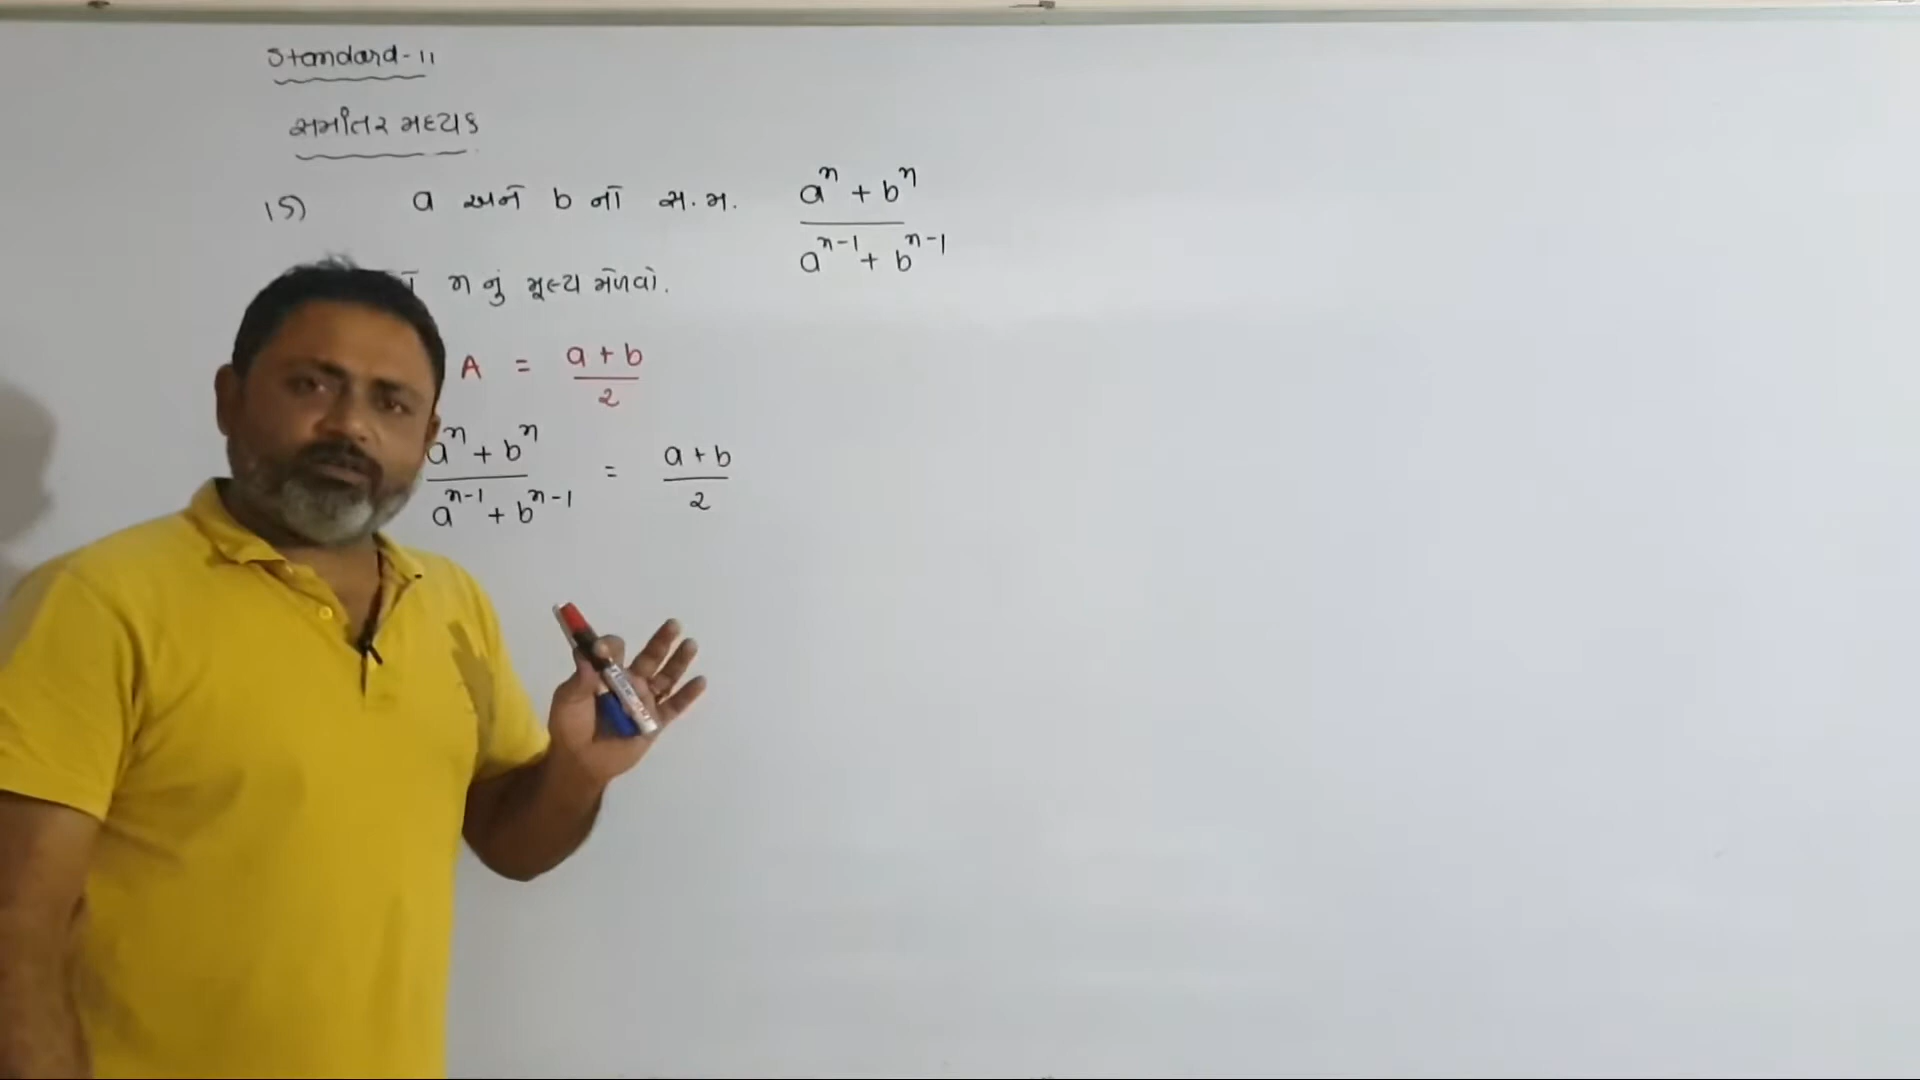 Standard-11
સમાંતર મધ્યક
15) a અને b નો સ.મ. (a^n + b^n)/(a^(n-1) + b^(n-1))
n નું મૂલ્ય મેળવો.
A = (a + b)/2
(a^n + b^n)/(a^(n-1) + b^(n-1)) = (a + b)/2